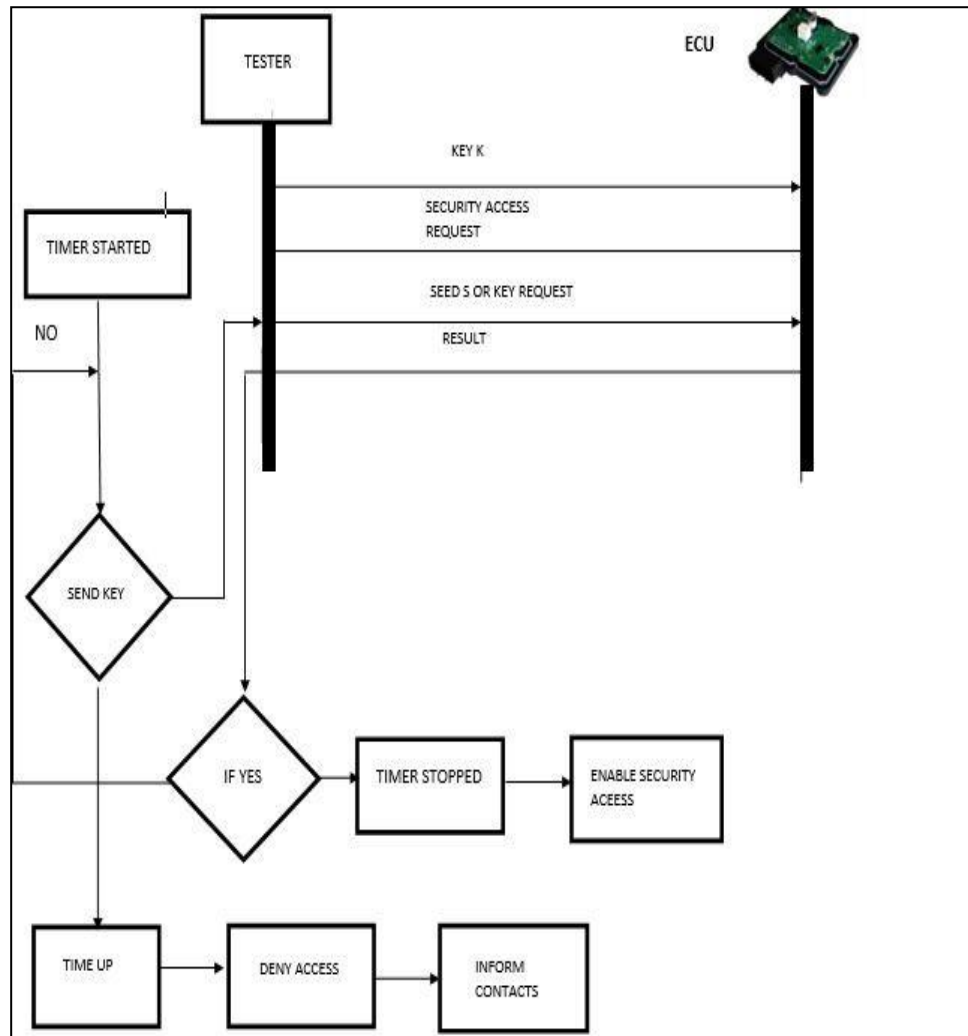 TESTER
ECU
KEY K
SECURITY ACCESS
REQUEST
TIMER STARTED
SEED S OR KEY REQUEST
NO
RESULT
SEND KEY
IF YES
TIMER STOPPED
ENABLE SECURITY
ACEESS
TIME UP
DENY ACCESS
INFORM
CONTACTS